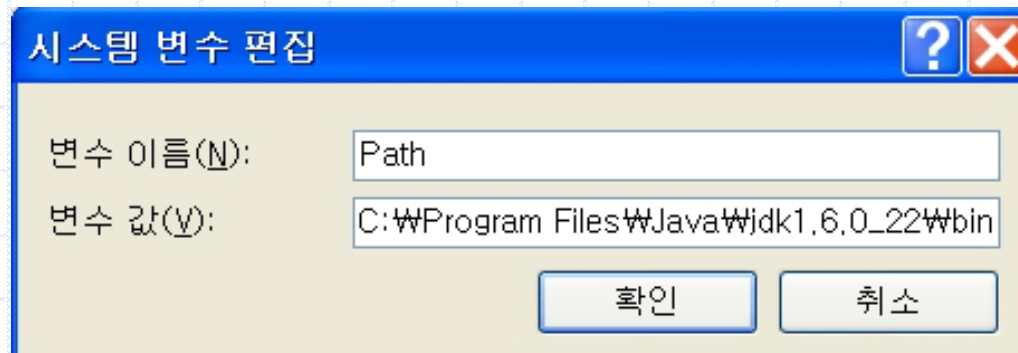 시스템 변수 편집
변수 이름(N): Path
변수 값(V): C:₩Program Files₩Java₩jdk1.6.0_22₩bin
확인 취소